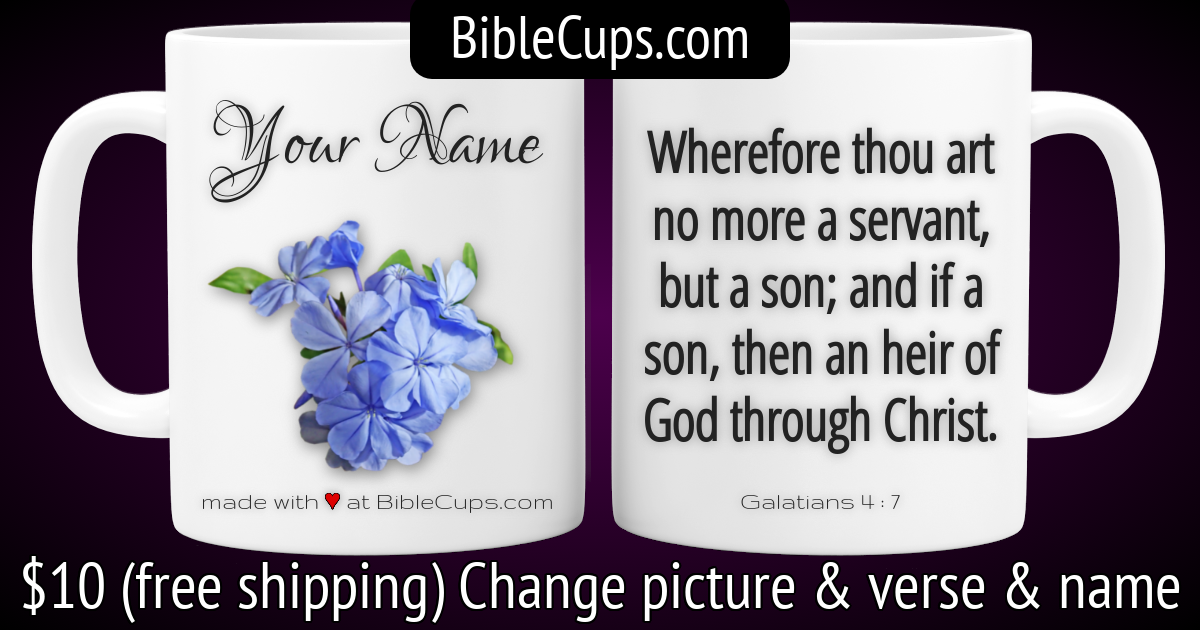 BibleCups.com
Your Name
made with ♥ at BibleCups.com
Wherefore thou art
no more a servant,
but a son; and if a
son, then an heir of
God through Christ.
Galatians 4:7
$10 (free shipping) Change picture & verse & name